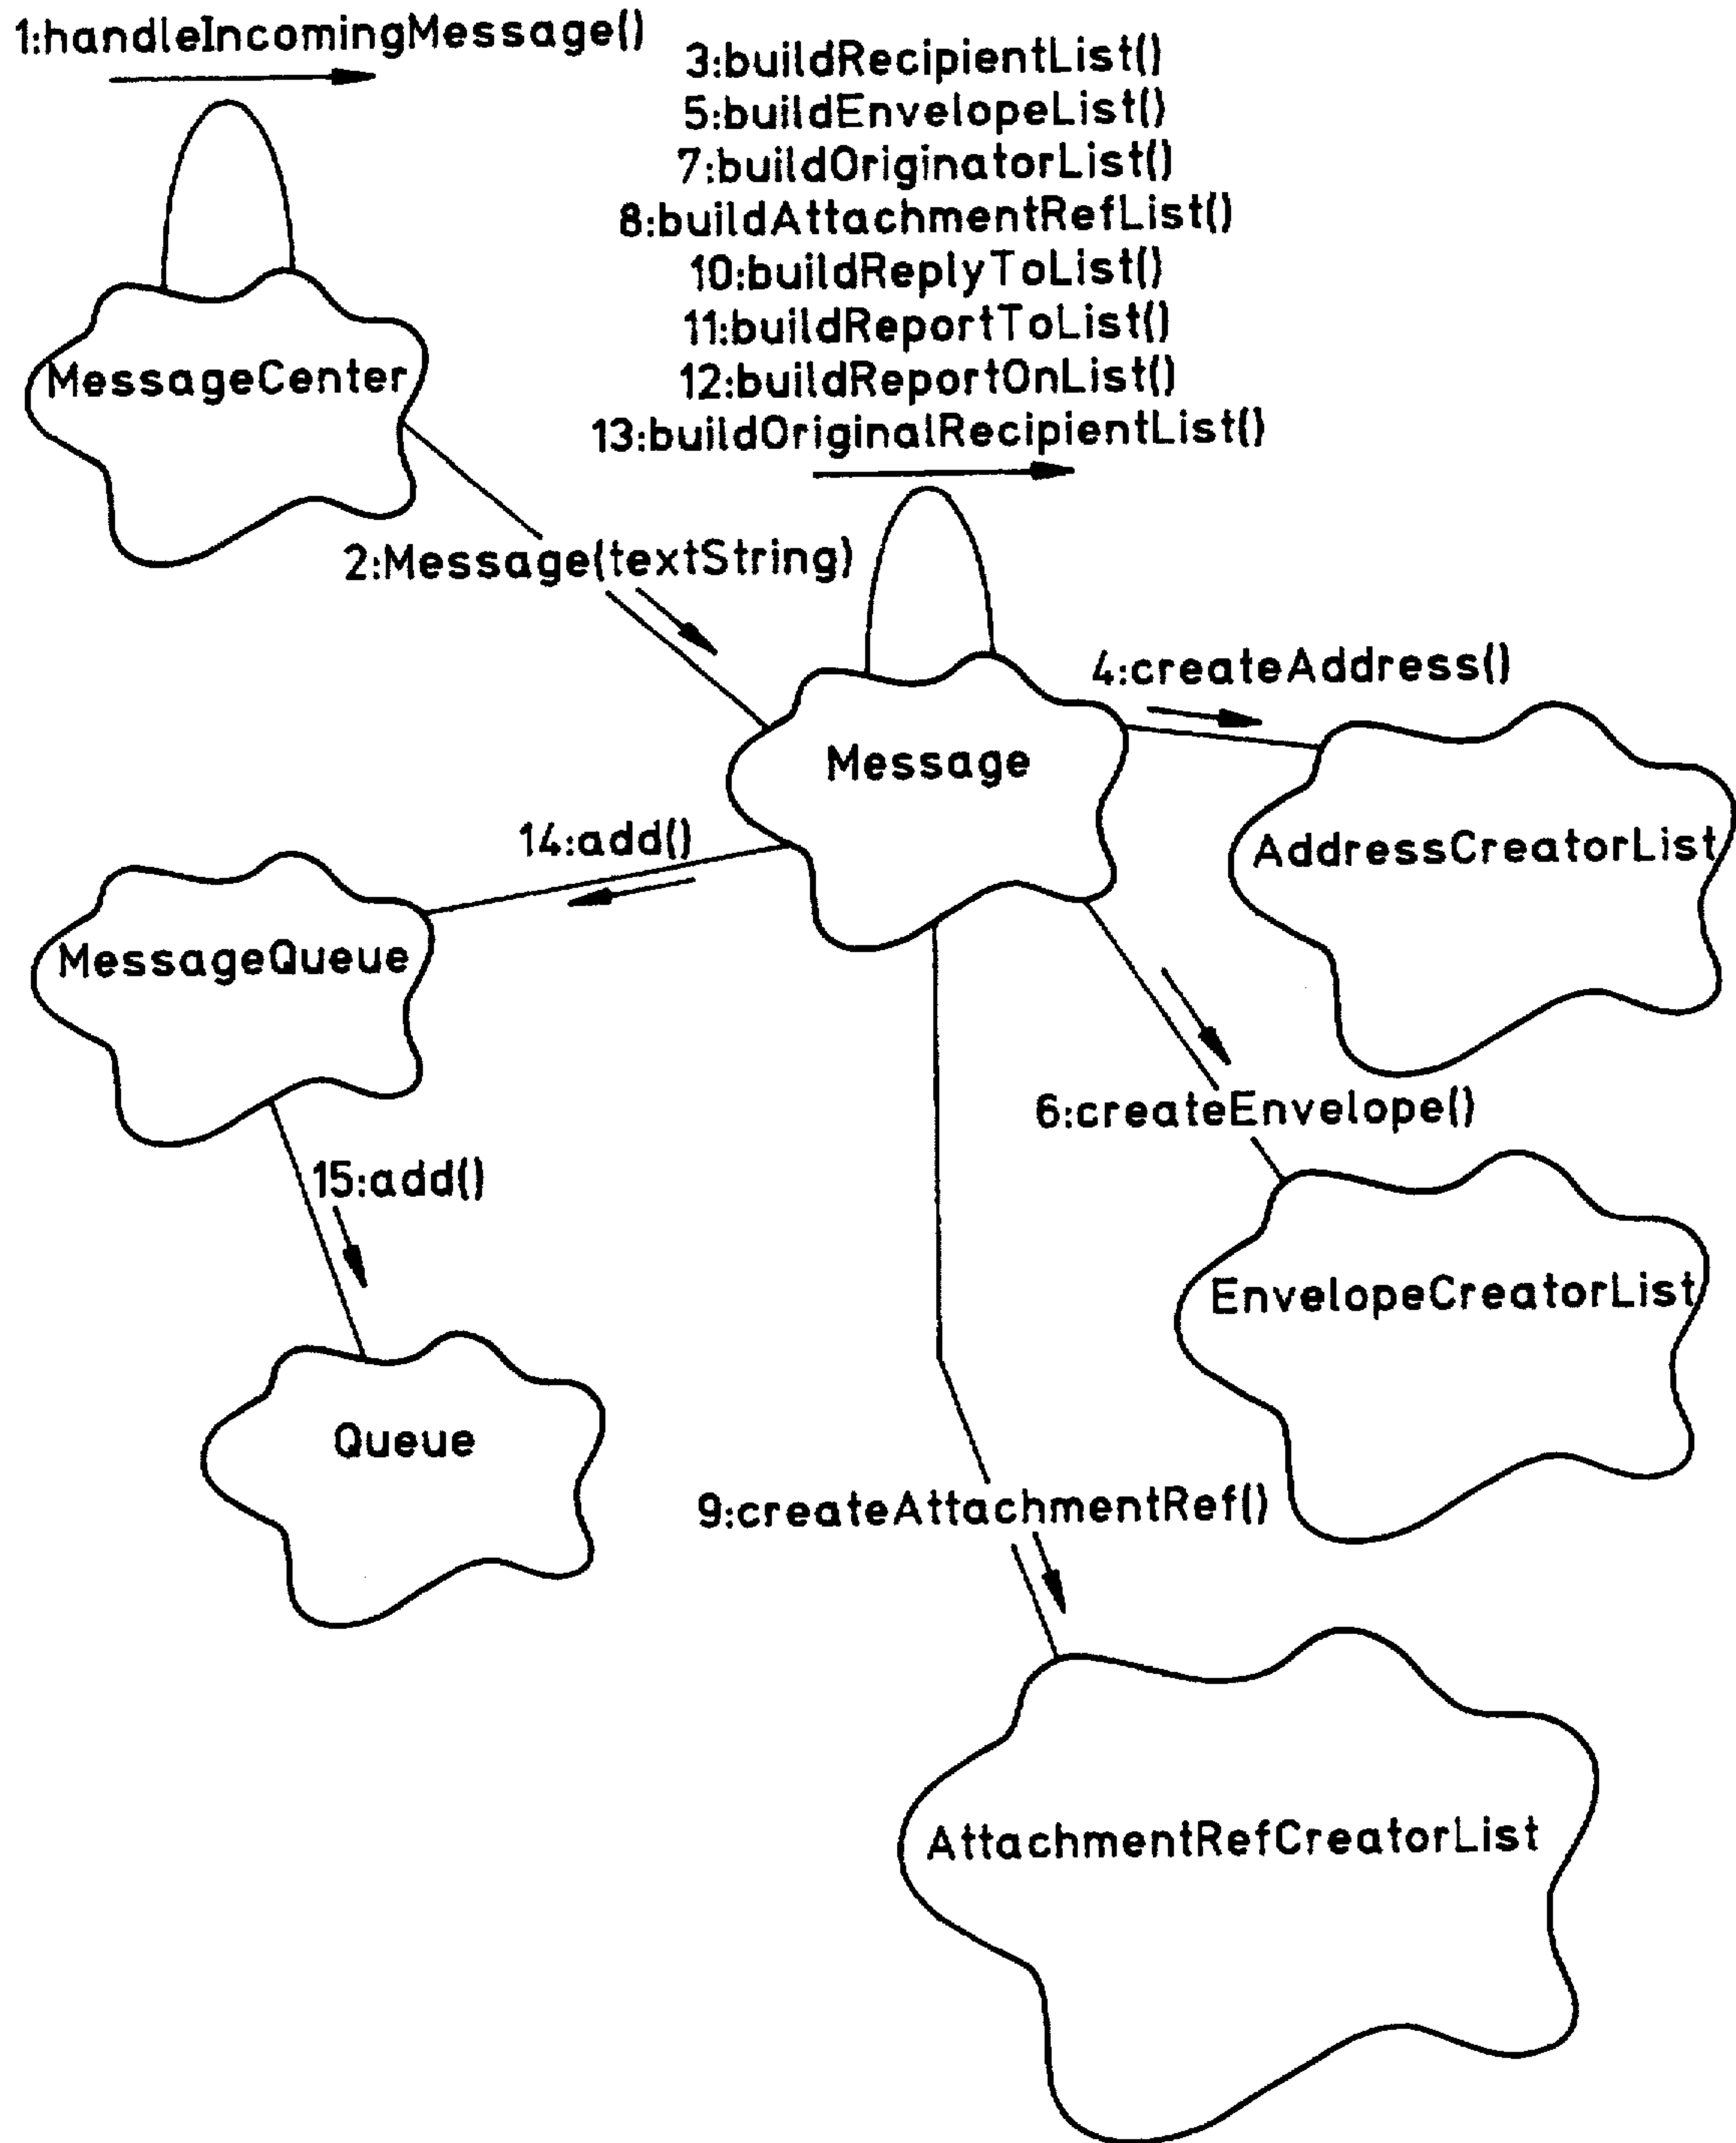 1:handleIncomingMessage()
3:buildRecipientList()
5:buildEnvelopeList()
7:buildOriginatorList()
8:buildAttachmentRefList()
10:buildReplyToList()
11:buildReportToList()
12:buildReportOnList()
13:buildOriginalRecipientList()
MessageCenter
2:Message(textString)
4:createAddress()
Message
AddressCreatorList
14:add()
MessageQueue
6:createEnvelope()
15:add()
EnvelopeCreatorList
Queue
9:createAttachmentRef()
AttachmentRefCreatorList